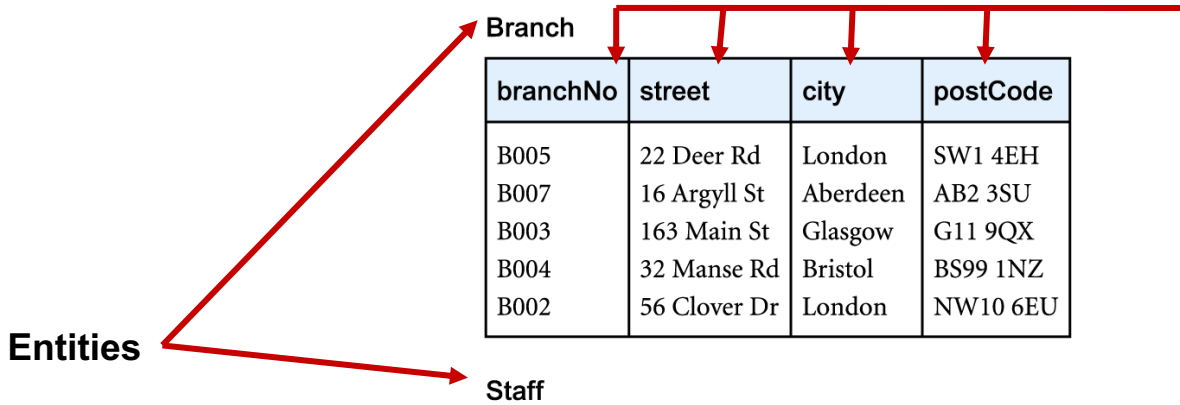 Branch
branchNo street city postCode
B005 22 Deer Rd London SW1 4EH
B007 16 Argyll St Aberdeen AB2 3SU
B003 163 Main St Glasgow G11 9QX
B004 32 Manse Rd Bristol BS99 1NZ
B002 56 Clover Dr London NW10 6EU
Entities
Staff